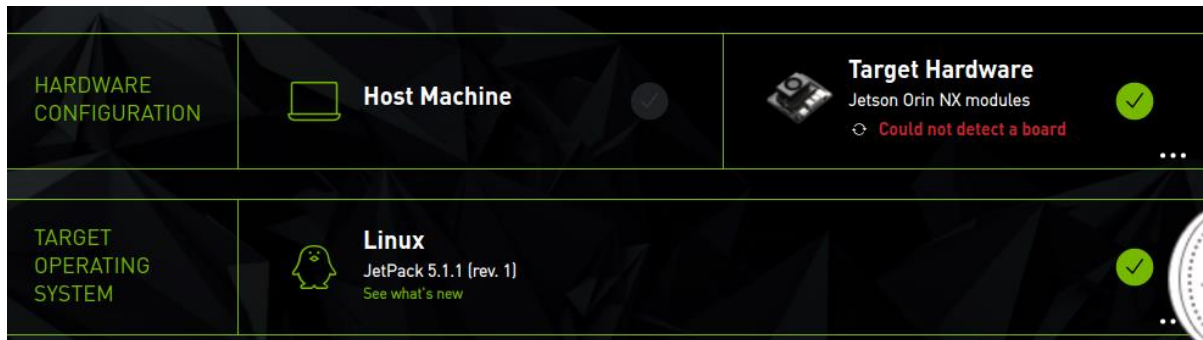 HARDWARE
CONFIGURATION
Host Machine
Target Hardware
Jetson Orin NX modules
Could not detect a board
TARGET
OPERATING
SYSTEM
Linux
JetPack 5.1.1 (rev. 1)
See what's new